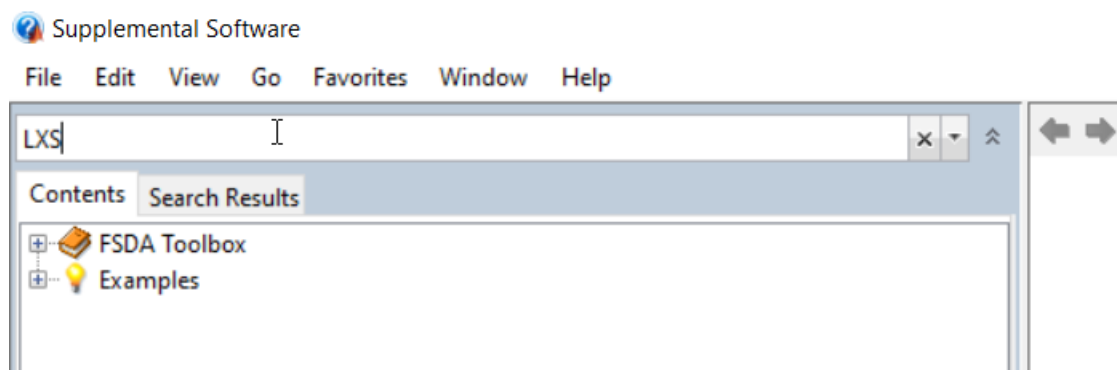 Supplemental Software
File Edit View Go Favorites Window Help
LXS
Contents Search Results
FSDA Toolbox
Examples